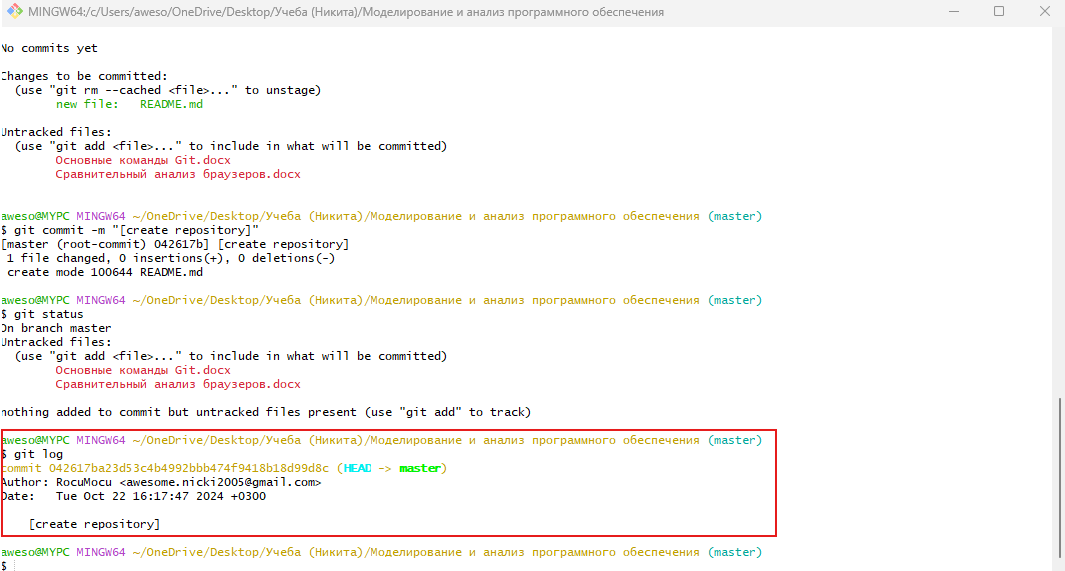 MINGW64:/c/Users/aweso/OneDrive/Desktop/Учеба (Никита)/Моделирование и анализ программного обеспечения
No commits yet
Changes to be committed:
(use "git rm --cached <file>..." to unstage)
new file:   README.md
Untracked files:
(use "git add <file>..." to include in what will be committed)
Основные команды Git.docx
Сравнительный анализ браузеров.docx
aweso@MYPC MINGW64 ~/OneDrive/Desktop/Учеба (Никита)/Моделирование и анализ программного обеспечения (master)
$ git commit -m "[create repository]"
[master (root-commit) 042617b] [create repository]
1 file changed, 0 insertions(+), 0 deletions(-)
create mode 100644 README.md
aweso@MYPC MINGW64 ~/OneDrive/Desktop/Учеба (Никита)/Моделирование и анализ программного обеспечения (master)
$ git status
On branch master
Untracked files:
(use "git add <file>..." to include in what will be committed)
Основные команды Git.docx
Сравнительный анализ браузеров.docx
nothing added to commit but untracked files present (use "git add" to track)
aweso@MYPC MINGW64 ~/OneDrive/Desktop/Учеба (Никита)/Моделирование и анализ программного обеспечения (master)
$ git log
commit 042617ba23d53c4b4992bbb474f9418b18d99d8c (HEAD -> master)
Author: RocuMocu <awesome.nicki2005@gmail.com>
Date:   Tue Oct 22 16:17:47 2024 +0300
[create repository]
aweso@MYPC MINGW64 ~/OneDrive/Desktop/Учеба (Никита)/Моделирование и анализ программного обеспечения (master)
$